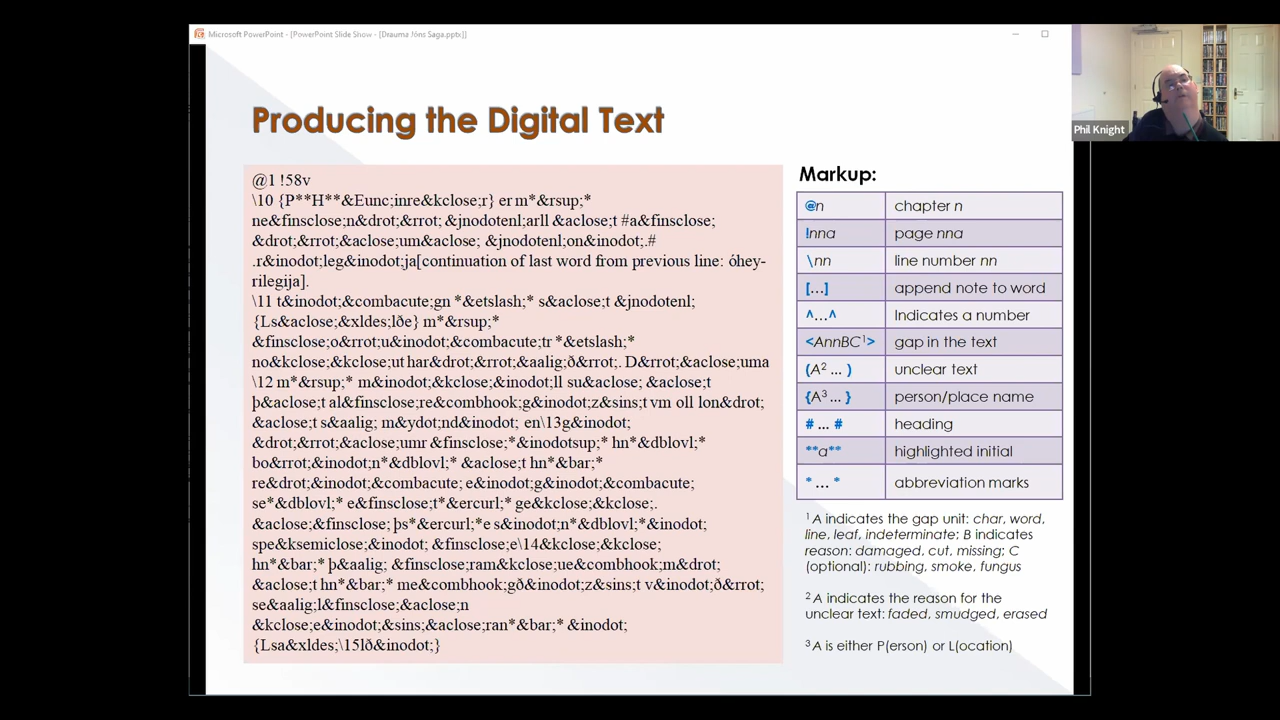 Microsoft PowerPoint - [PowerPoint Slide Show - [Drauma Jóns Saga.pptx]]
Producing the Digital Text
@1 !58v
\10 {P**H**&Eunc;inre&kclose;r} er m*&rsup;*
ne&finsclose;n&drot;&rrot; &jnodotenl;arll &aclose;t #a&finsclose;
&drot;&rrot;&aclose;um&aclose; &jnodotenl;on&inodot;.#
.r&inodot;leg&inodot;ja[continuation of last word from previous line: óhey-
rilegija].
\11 t&inodot;&combacute;gn *&etslash;* s&aclose;t &jnodotenl;
{Ls&aclose;&xldes;lðe} m*&rsup;*
&finsclose;o&rrot;u&inodot;&combacute;tr *&etslash;*
no&kclose;&kclose;ut har&drot;&rrot;&aalig;ð&rrot;. D&rrot;&aclose;uma
\12 m*&rsup;* m&inodot;&kclose;&inodot;ll su&aclose; &aclose;t
þ&aclose;t al&finsclose;re&combhook;g&inodot;z&sins;t vm oll lon&drot;
&aclose;t s&aalig; m&ydot;nd&inodot; en\13g&inodot;
&drot;&rrot;&aclose;umr &finsclose;*&inodotsup;* hn*&dblovl;*
bo&rrot;&inodot;n*&dblovl;* &aclose;t hn*&bar;*
re&drot;&inodot;&combacute; e&inodot;g&inodot;&combacute;
se*&dblovl;* e&finsclose;t*&ercurl;* ge&kclose;&kclose;.
&aclose;&finsclose; þs*&ercurl;*e s&inodot;n*&dblovl;*&inodot;
spe&ksemiclose;&inodot; &finsclose;e\14&kclose;&kclose;
hn*&bar;* þ&aalig; &finsclose;ram&kclose;ue&combhook;m&drot;
&aclose;t hn*&bar;* me&combhook;gð&inodot;z&sins;t v&inodot;ð&rrot;
se&aalig;l&finsclose;&aclose;n
&kclose;e&inodot;&sins;&aclose;ran*&bar;* &inodot;
{Lsa&xldes;\15lð&inodot;}
Markup:
@n chapter n
!nna page nna
\nn line number nn
[…] append note to word
^…^ Indicates a number
<AnnBC¹> gap in the text
(A² … ) unclear text
{A³ … } person/place name
# … # heading
**a** highlighted initial
* … * abbreviation marks
¹ A indicates the gap unit: char, word,
line, leaf, indeterminate; B indicates
reason: damaged, cut, missing; C
(optional): rubbing, smoke, fungus
² A indicates the reason for the
unclear text: faded, smudged, erased
³ A is either P(erson) or L(ocation)
Phil Knight